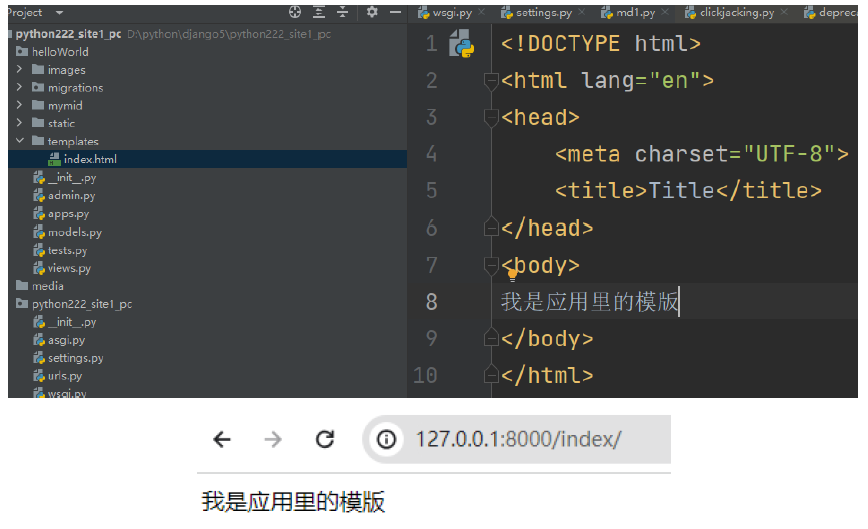 Project
wsgi.py settings.py md1.py clickjacking.py depreca
python222_site1_pc D:\python\django5\python222_site1_pc
helloWorld
images
migrations
mymid
static
templates
index.html
__init__.py
admin.py
apps.py
models.py
tests.py
views.py
media
python222_site1_pc
__init__.py
asgi.py
settings.py
urls.py
wsgi.py
1 <!DOCTYPE html>
2 <html lang="en">
3 <head>
4 <meta charset="UTF-8">
5 <title>Title</title>
6 </head>
7 <body>
8 我是应用里的模版
9 </body>
10 </html>
127.0.0.1:8000/index/
我是应用里的模版